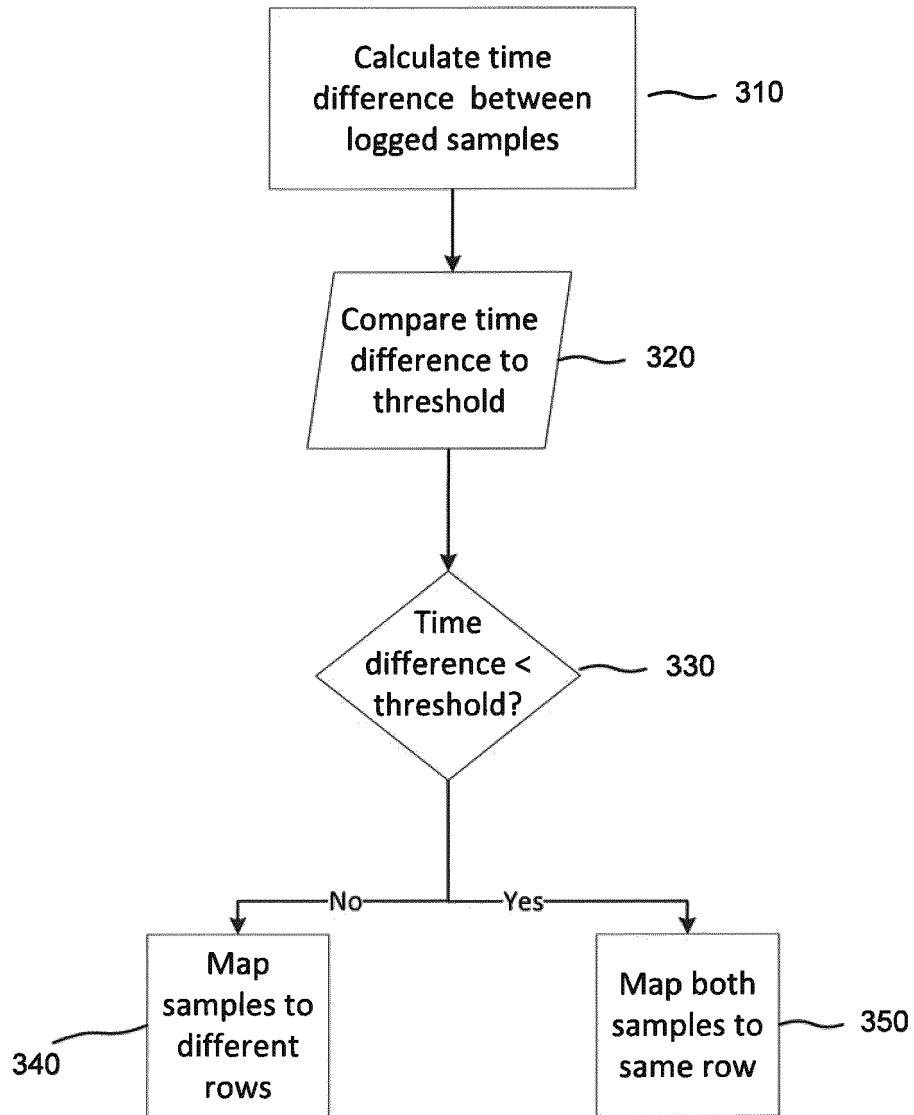 Calculate time
difference between
logged samples
310
Compare time
difference to
threshold
320
Time
difference <
threshold?
330
No
Yes
Map
samples to
different
rows
340
Map both
samples to
same row
350